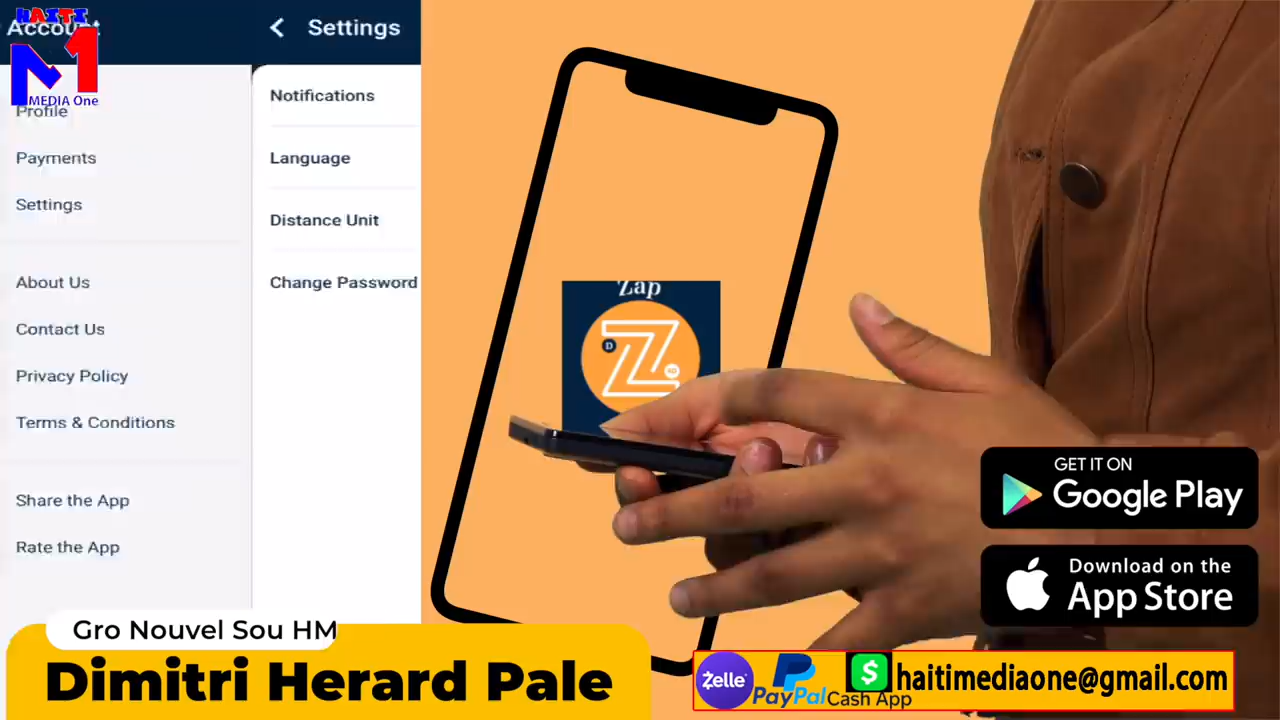 Account
HAITI
M1
MEDIA One
Profile
Payments
Settings
About Us
Contact Us
Privacy Policy
Terms & Conditions
Share the App
Rate the App
Settings
Notifications
Language
Distance Unit
Change Password
Zap
D
Z
GET IT ON
Google Play
Download on the
App Store
Gro Nouvel Sou HM
Dimitri Herard Pale
Zelle
PayPal
$
Cash App
haitimediaone@gmail.com